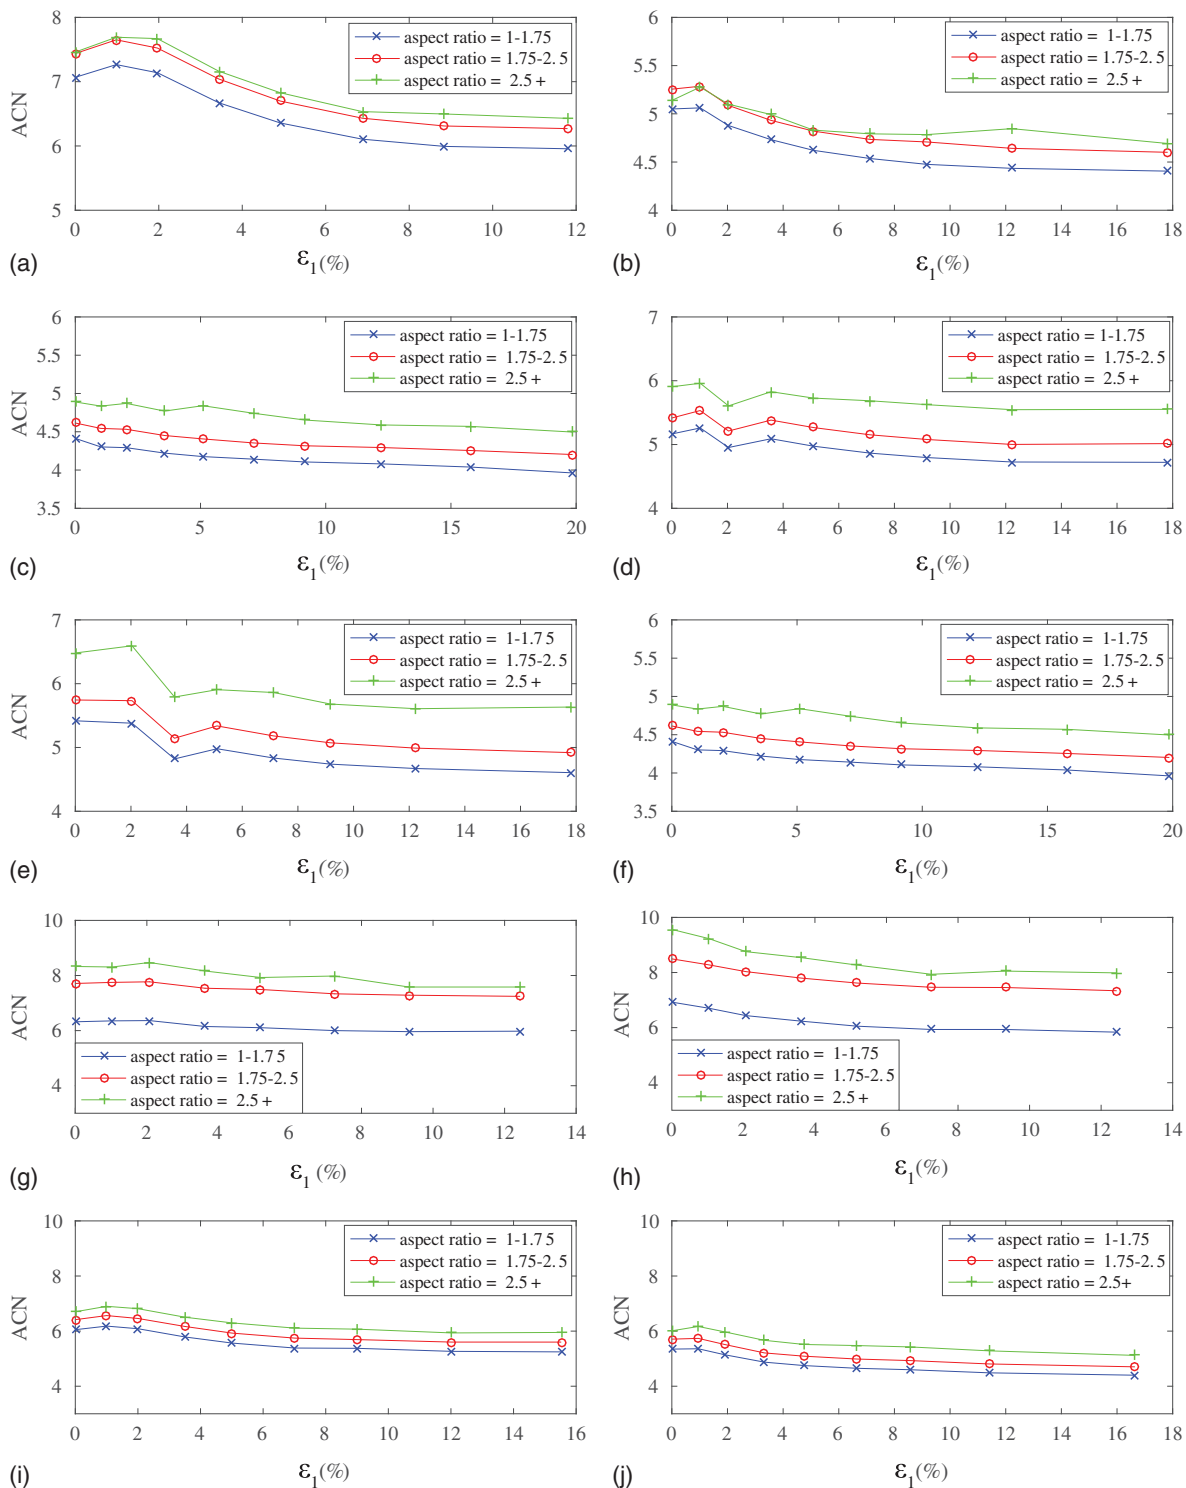 8
7
6
5
ACN
0 2 4 6 8 10 12
ε1(%)
(a)
aspect ratio = 1-1.75
aspect ratio = 1.75-2.5
aspect ratio = 2.5 +
6
5.5
5
4.5
4
ACN
0 2 4 6 8 10 12 14 16 18
ε1(%)
(b)
aspect ratio = 1-1.75
aspect ratio = 1.75-2.5
aspect ratio = 2.5 +
6
5
4.5
4
3.5
ACN
0 5 10 15 20
ε1(%)
(c)
aspect ratio = 1-1.75
aspect ratio = 1.75-2.5
aspect ratio = 2.5 +
7
6
5
4
ACN
0 2 4 6 8 10 12 14 16 18
ε1(%)
(d)
aspect ratio = 1-1.75
aspect ratio = 1.75-2.5
aspect ratio = 2.5 +
7
6
5
4
ACN
0 2 4 6 8 10 12 14 16 18
ε1(%)
(e)
aspect ratio = 1-1.75
aspect ratio = 1.75-2.5
aspect ratio = 2.5 +
6
5
4.5
4
3.5
ACN
0 5 10 15 20
ε1(%)
(f)
aspect ratio = 1-1.75
aspect ratio = 1.75-2.5
aspect ratio = 2.5 +
10
8
6
4
ACN
0 2 4 6 8 10 12 14
ε1 (%)
(g)
aspect ratio = 1-1.75
aspect ratio = 1.75-2.5
aspect ratio = 2.5 +
10
8
6
4
ACN
0 2 4 6 8 10 12 14
ε1(%)
(h)
aspect ratio = 1-1.75
aspect ratio = 1.75-2.5
aspect ratio = 2.5 +
10
8
6
4
ACN
0 2 4 6 8 10 12 14 16
ε1(%)
(i)
aspect ratio = 1-1.75
aspect ratio = 1.75-2.5
aspect ratio = 2.5 +
10
8
6
4
ACN
0 2 4 6 8 10 12 14 16 18
ε1(%)
(j)
aspect ratio = 1-1.75
aspect ratio = 1.75-2.5
aspect ratio = 2.5+